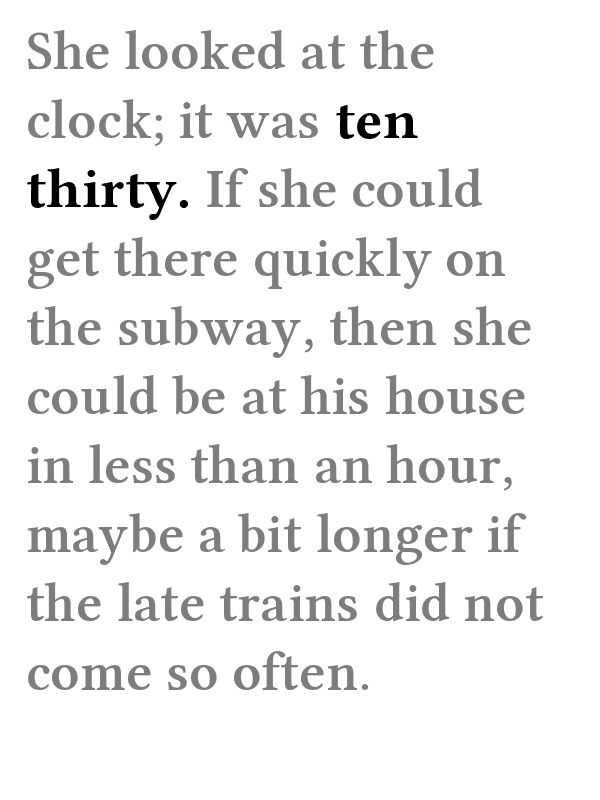 She looked at the
clock; it was ten
thirty. If she could
get there quickly on
the subway, then she
could be at his house
in less than an hour,
maybe a bit longer if
the late trains did not
come so often.